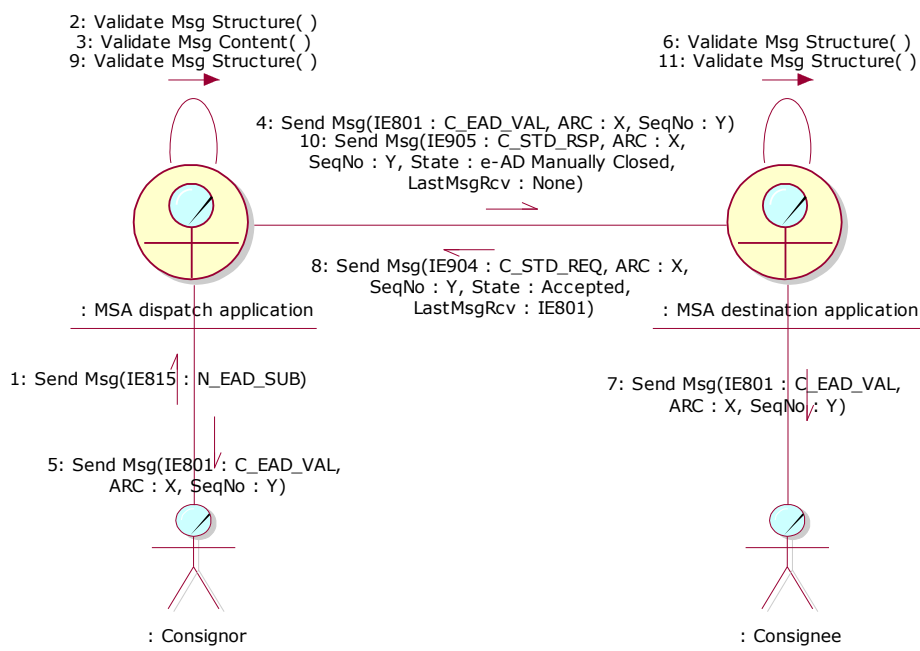 2: Validate Msg Structure( )
3: Validate Msg Content( )
9: Validate Msg Structure( )
6: Validate Msg Structure( )
11: Validate Msg Structure( )
4: Send Msg(IE801 : C_EAD_VAL, ARC : X, SeqNo : Y)
10: Send Msg(IE905 : C_STD_RSP, ARC : X,
SeqNo : Y, State : e-AD Manually Closed,
LastMsgRcv : None)
8: Send Msg(IE904 : C_STD_REQ, ARC : X,
SeqNo : Y, State : Accepted,
LastMsgRcv : IE801)
: MSA dispatch application
: MSA destination application
1: Send Msg(IE815 : N_EAD_SUB)
7: Send Msg(IE801 : C_EAD_VAL,
ARC : X, SeqNo : Y)
5: Send Msg(IE801 : C_EAD_VAL,
ARC : X, SeqNo : Y)
: Consignor
: Consignee